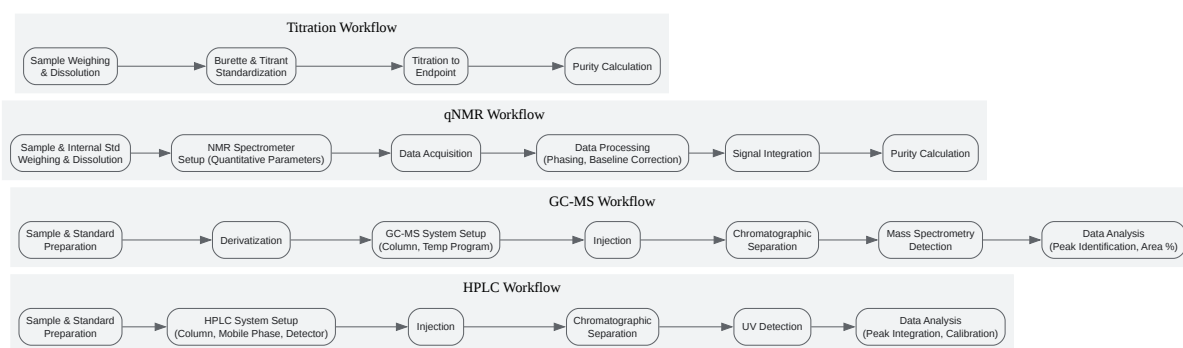 Titration Workflow
Sample Weighing
& Dissolution
Burette & Titrant
Standardization
Titration to
Endpoint
Purity Calculation
qNMR Workflow
Sample & Internal Std
Weighing & Dissolution
NMR Spectrometer
Setup (Quantitative Parameters)
Data Acquisition
Data Processing
(Phasing, Baseline Correction)
Signal Integration
Purity Calculation
GC-MS Workflow
Sample & Standard
Preparation
Derivatization
GC-MS System Setup
(Column, Temp Program)
Injection
Chromatographic
Separation
Mass Spectrometry
Detection
Data Analysis
(Peak Identification, Area %)
HPLC Workflow
Sample & Standard
Preparation
HPLC System Setup
(Column, Mobile Phase, Detector)
Injection
Chromatographic
Separation
UV Detection
Data Analysis
(Peak Integration, Calibration)